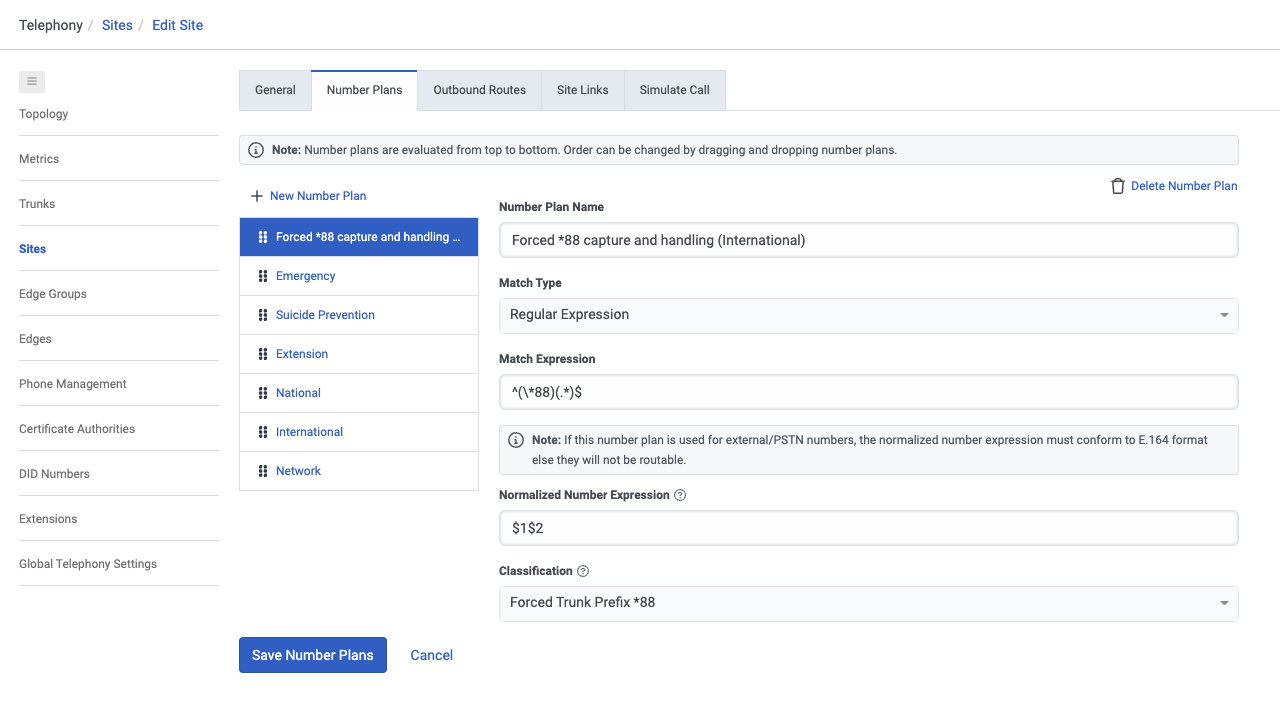 Telephony / Sites / Edit Site
Topology
Metrics
Trunks
Sites
Edge Groups
Edges
Phone Management
Certificate Authorities
DID Numbers
Extensions
Global Telephony Settings
General Number Plans Outbound Routes Site Links Simulate Call
Note: Number plans are evaluated from top to bottom. Order can be changed by dragging and dropping number plans.
New Number Plan
Forced *88 capture and handling ...
Emergency
Suicide Prevention
Extension
National
International
Network
Delete Number Plan
Number Plan Name
Forced *88 capture and handling (International)
Match Type
Regular Expression
Match Expression
^(\*88)(.*)$
Note: If this number plan is used for external/PSTN numbers, the normalized number expression must conform to E.164 format
else they will not be routable.
Normalized Number Expression ?
$1$2
Classification ?
Forced Trunk Prefix *88
Save Number Plans Cancel